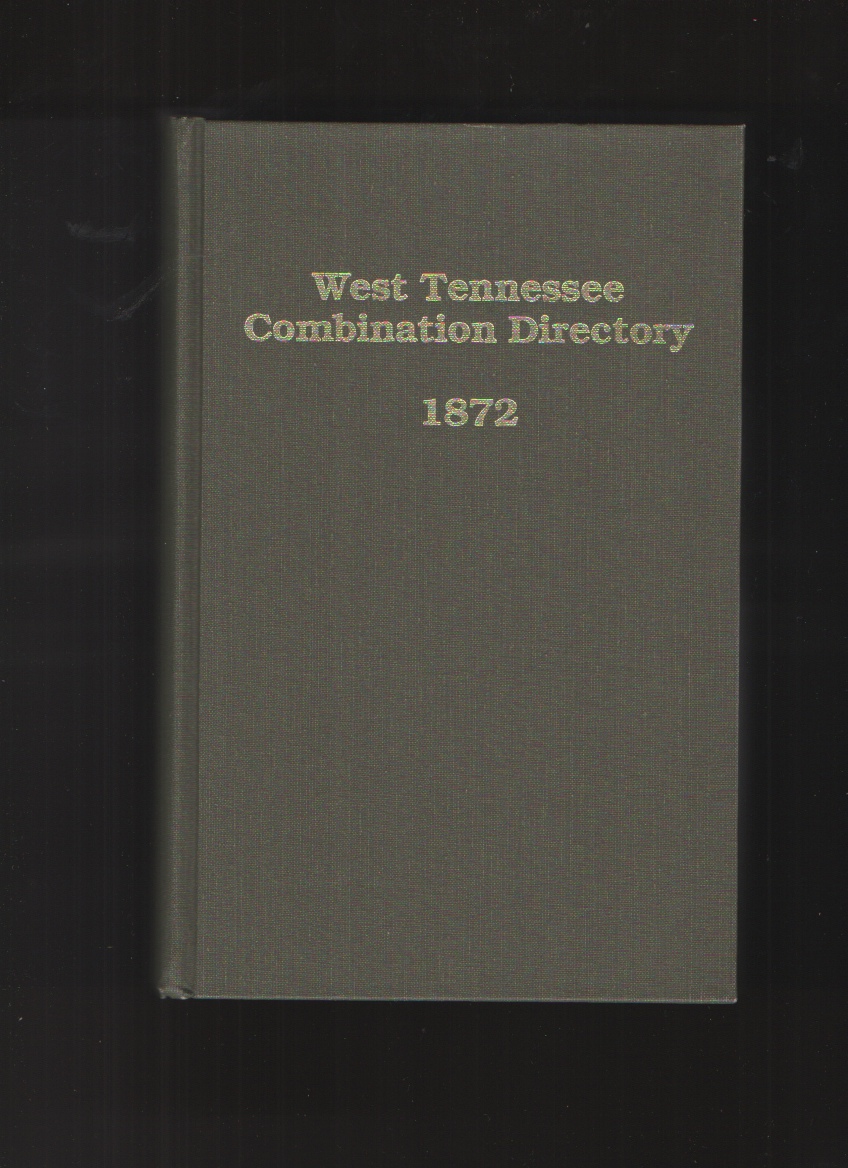 West Tennessee
Combination Directory
1872